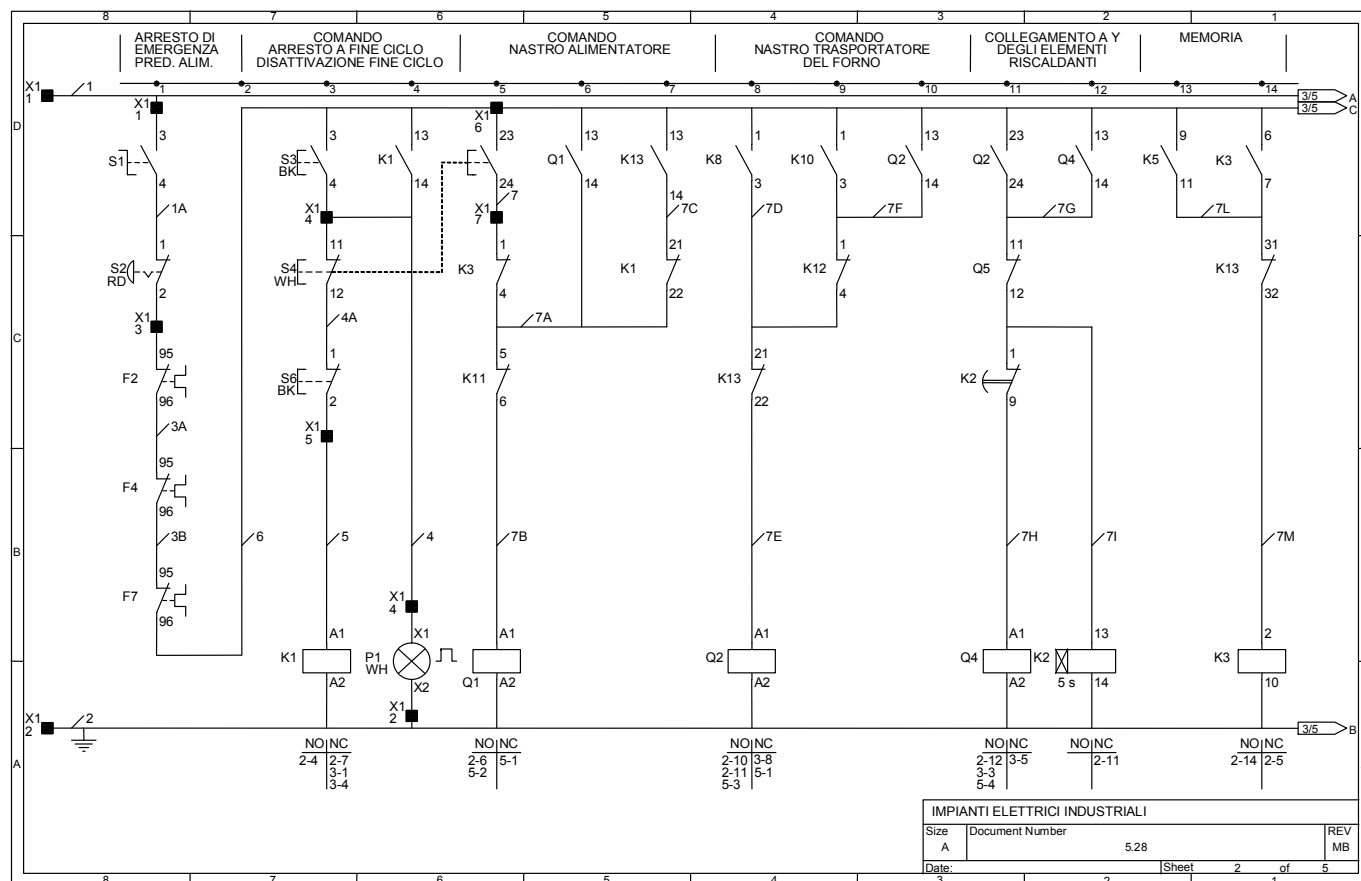 8 7 6 5 4 3 2 1
ARRESTO DI
EMERGENZA
PRED. ALIM.
COMANDO
ARRESTO A FINE CICLO
DISATTIVAZIONE FINE CICLO
COMANDO
NASTRO ALIMENTATORE
COMANDO
NASTRO TRASPORTATORE
DEL FORNO
COLLEGAMENTO A Y
DEGLI ELEMENTI
RISCALDANTI
MEMORIA
X1 1 1
1 2 3 4 5 6 7 8 9 10 11 12 13 14
3/5 A
3/5 C
X1 1
X1 6
D
3 3 13 23 13 13 1 1 13 23 13 9 6
S1 S3 BK K1 Q1 K13 K8 K10 Q2 Q2 Q4 K5 K3
4 4 14 24 14 14 3 3 14 24 14 11 7
1A X1 4 7 X1 7 7C 7D 7F 7G 7L
1 11 1 21 1 11 31
S2 RD S4 WH K3 K1 K12 Q5 K13
2 12 4 22 4 12 32
X1 3 4A 7A
C
95 1 5 21 1
F2 S6 BK K11 K13 K2
96 2 6 22 9
3A X1 5
95
F4
96
B
3B 6 5 4 7B 7E 7H 7I 7M
95
F7
96
X1 4
A1 X1 A1 A1 A1 13 2
K1 P1 WH Q1 Q2 Q4 K2 5 s K3
A2 X2 A2 A2 A2 14 10
X1 2
X1 2 2
3/5 B
A
NO NC NO NC NO NC NO NC NO NC NO NC
2-4 2-7 2-6 5-1 2-10 3-8 2-12 3-5 2-11 2-14 2-5
3-1 5-2 2-11 5-1 3-3
3-4 5-3 5-4
IMPIANTI ELETTRICI INDUSTRIALI
Size Document Number REV
A 5.28 MB
Date: Sheet 2 of 5
8 7 6 5 4 3 2 1